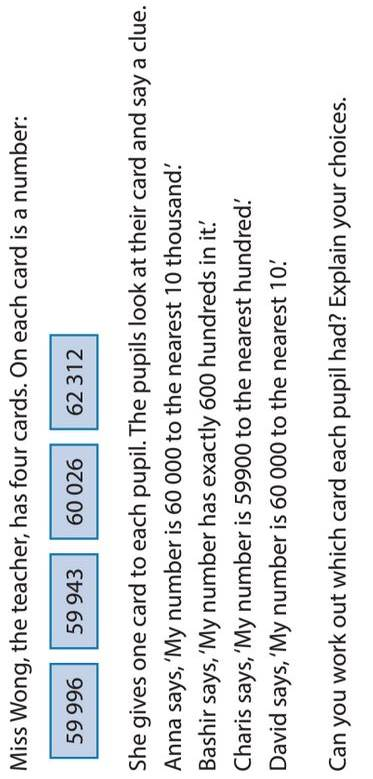 Miss Wong, the teacher, has four cards. On each card is a number:
59 996 59 943 60 026 62 312
She gives one card to each pupil. The pupils look at their card and say a clue.
Anna says, ‘My number is 60 000 to the nearest 10 thousand.’
Bashir says, ‘My number has exactly 600 hundreds in it.’
Charis says, ‘My number is 59900 to the nearest hundred.’
David says, ‘My number is 60 000 to the nearest 10.’
Can you work out which card each pupil had? Explain your choices.